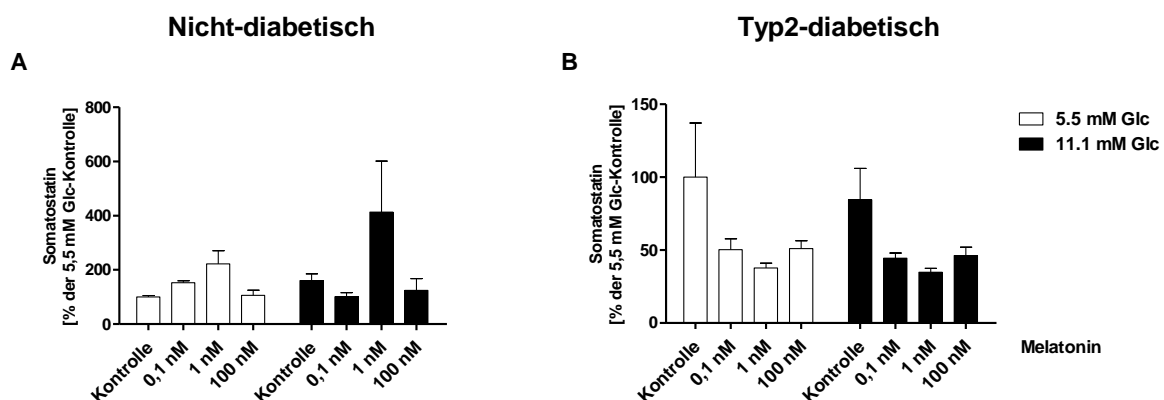 Nicht-diabetisch
Typ2-diabetisch
A
B
Somatostatin
[% der 5,5 mM Glc-Kontrolle]
800
600
400
200
0
Kontrolle
0,1 nM
1 nM
100 nM
Kontrolle
0,1 nM
1 nM
100 nM
Somatostatin
[% der 5,5 mM Glc-Kontrolle]
150
100
50
0
Kontrolle
0,1 nM
1 nM
100 nM
Kontrolle
0,1 nM
1 nM
100 nM
5.5 mM Glc
11.1 mM Glc
Melatonin